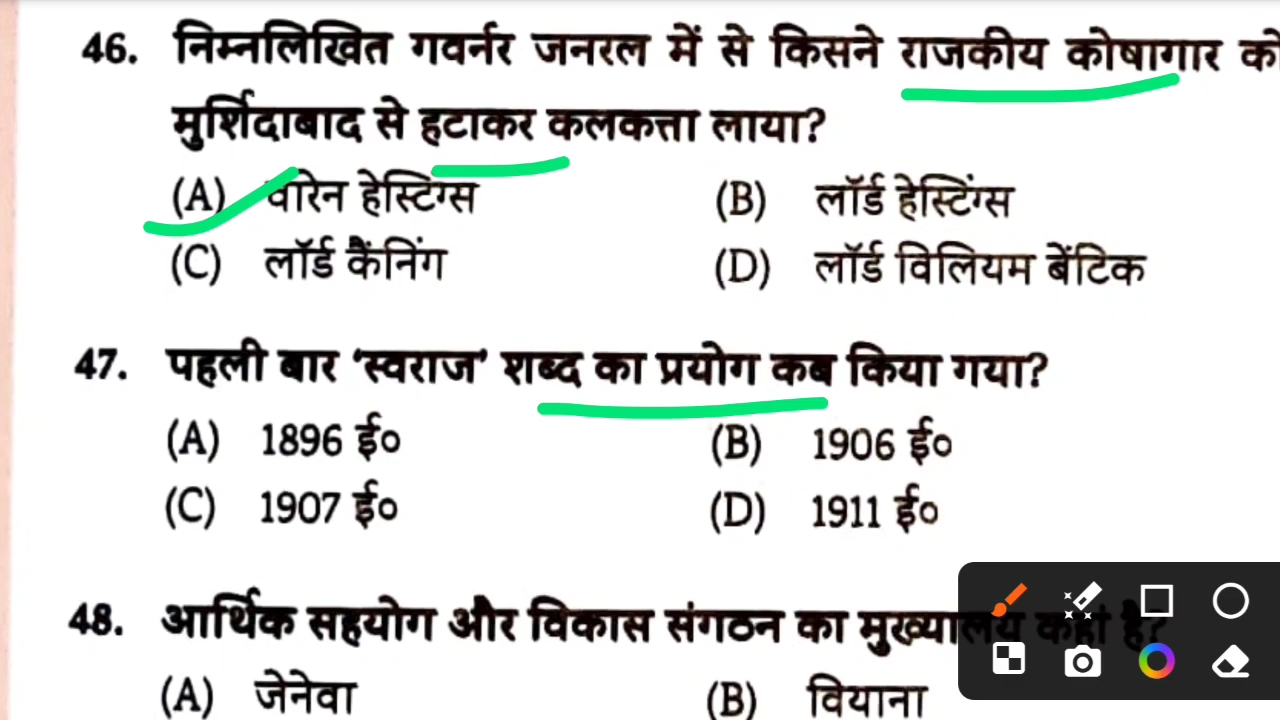 46. निम्नलिखित गवर्नर जनरल में से किसने राजकीय कोषागार को
मुर्शिदाबाद से हटाकर कलकत्ता लाया?
(A) वारेन हेस्टिंग्स (B) लॉर्ड हेस्टिंग्स
(C) लॉर्ड कैनिंग (D) लॉर्ड विलियम बेंटिक
47. पहली बार ‘स्वराज’ शब्द का प्रयोग कब किया गया?
(A) 1896 ई० (B) 1906 ई०
(C) 1907 ई० (D) 1911 ई०
48. आर्थिक सहयोग और विकास संगठन का मुख्यालय कहां है?
(A) जेनेवा (B) वियाना